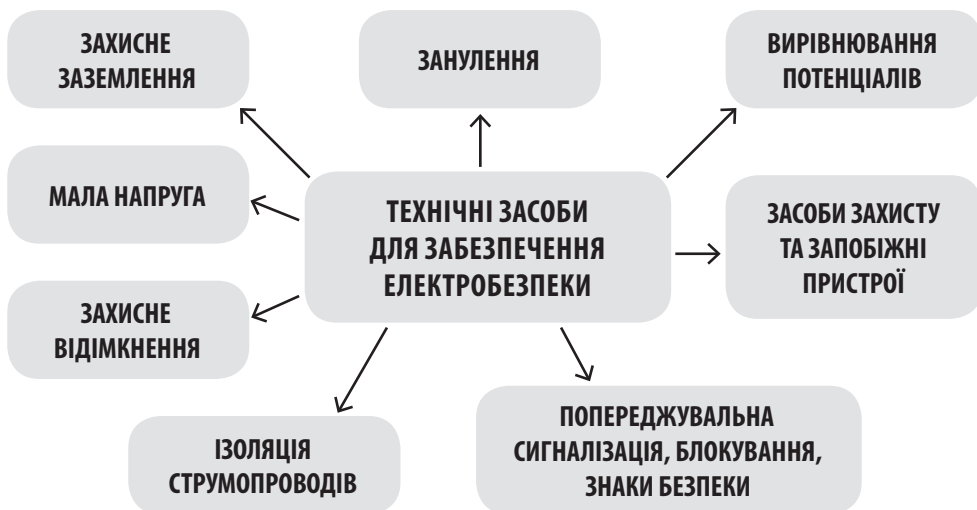 ЗАХИСНЕ
ЗАЗЕМЛЕННЯ
ЗАНУЛЕННЯ
ВИРІВНЮВАННЯ
ПОТЕНЦІАЛІВ
МАЛА НАПРУГА
ТЕХНІЧНІ ЗАСОБИ
ДЛЯ ЗАБЕЗПЕЧЕННЯ
ЕЛЕКТРОБЕЗПЕКИ
ЗАСОБИ ЗАХИСТУ
ТА ЗАПОБІЖНІ
ПРИСТРОЇ
ЗАХИСНЕ
ВІДІМКНЕННЯ
ІЗОЛЯЦІЯ
СТРУМОПРОВОДІВ
ПОПЕРЕДЖУВАЛЬНА
СИГНАЛІЗАЦІЯ, БЛОКУВАННЯ,
ЗНАКИ БЕЗПЕКИ